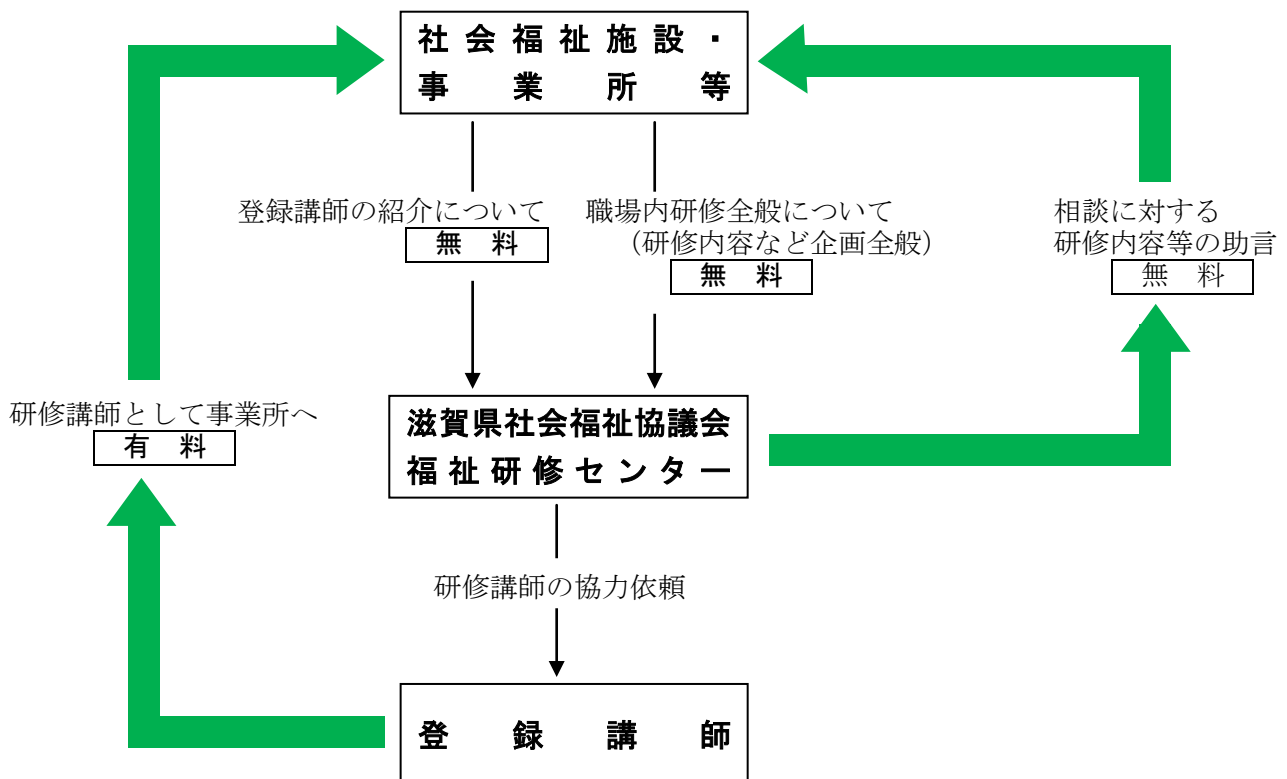 社会福祉施設・
事業所等
登録講師の紹介について
無料
職場内研修全般について
（研修内容など企画全般）
無料
相談に対する
研修内容等の助言
無料
研修講師として事業所へ
有料
滋賀県社会福祉協議会
福祉研修センター
研修講師の協力依頼
登録講師